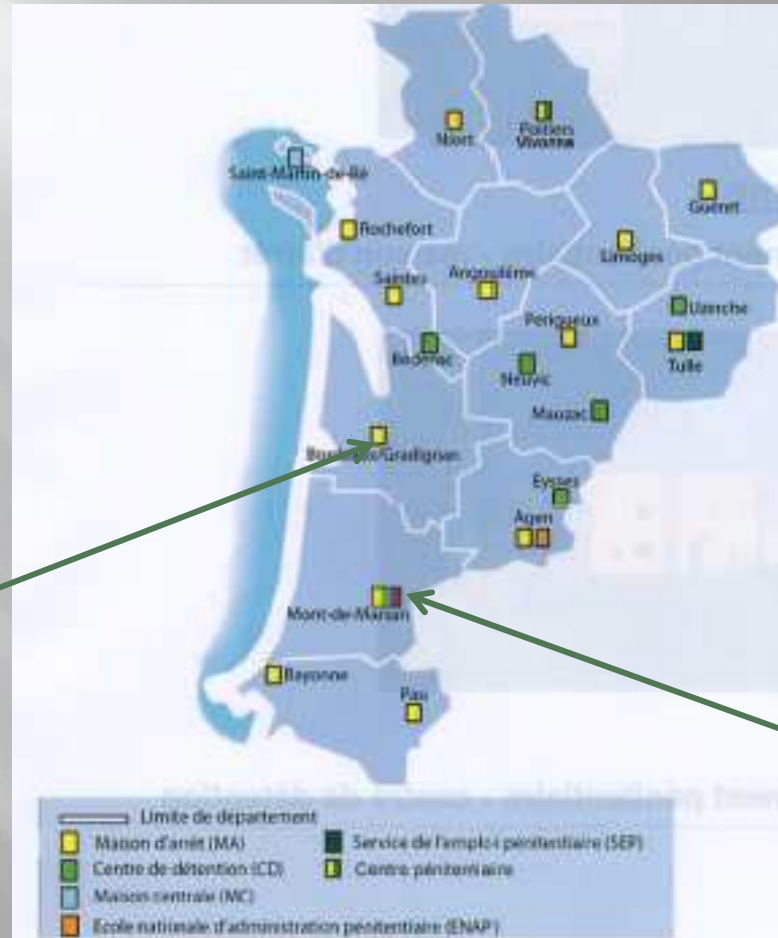 Niort
Poitiers
Vivonne
Saint-Martin-de-Ré
Guéret
Rochefort
Limoges
Saintes
Angoulême
Uzerche
Périgueux
Tulle
Bédenac
Neuvic
Mauzac
Bordeaux-Gradignan
Eysses
Agen
Mont-de-Marsan
Bayonne
Pau
Limite de département
Maison d'arrêt (MA)
Service de l'emploi pénitentiaire (SEP)
Centre de détention (CD)
Centre pénitentiaire
Maison centrale (MC)
Ecole nationale d'administration pénitentiaire (ENAP)